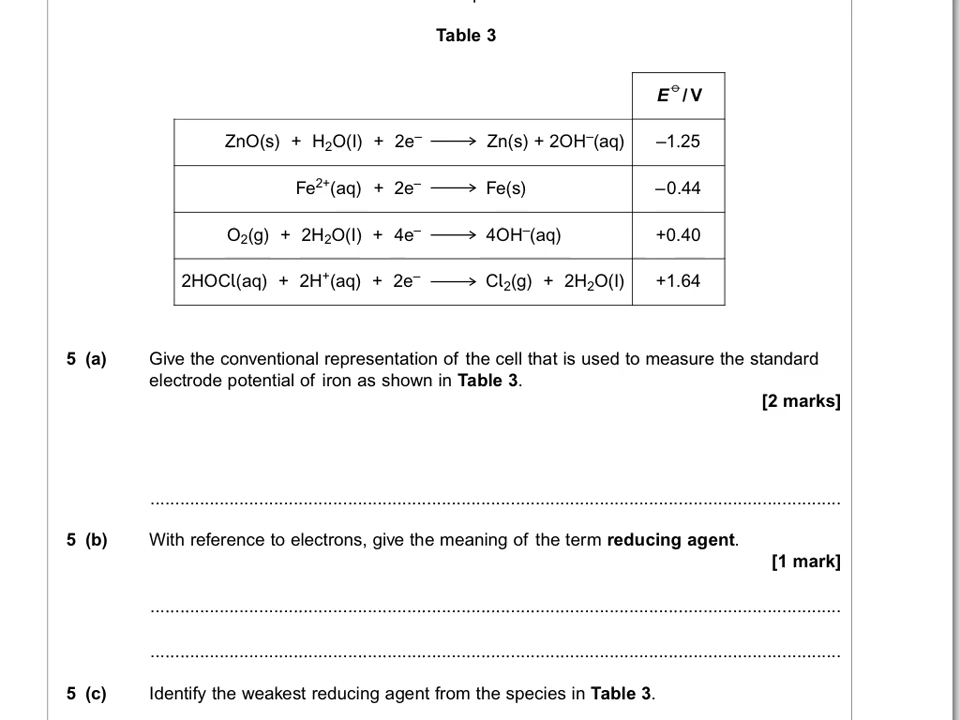 Table 3
E⦵/V
ZnO(s) + H₂O(l) + 2e⁻ ⟶ Zn(s) + 2OH⁻(aq) –1.25
Fe²⁺(aq) + 2e⁻ ⟶ Fe(s) –0.44
O₂(g) + 2H₂O(l) + 4e⁻ ⟶ 4OH⁻(aq) +0.40
2HOCl(aq) + 2H⁺(aq) + 2e⁻ ⟶ Cl₂(g) + 2H₂O(l) +1.64
5 (a) Give the conventional representation of the cell that is used to measure the standard
electrode potential of iron as shown in Table 3.
[2 marks]
5 (b) With reference to electrons, give the meaning of the term reducing agent.
[1 mark]
5 (c) Identify the weakest reducing agent from the species in Table 3.